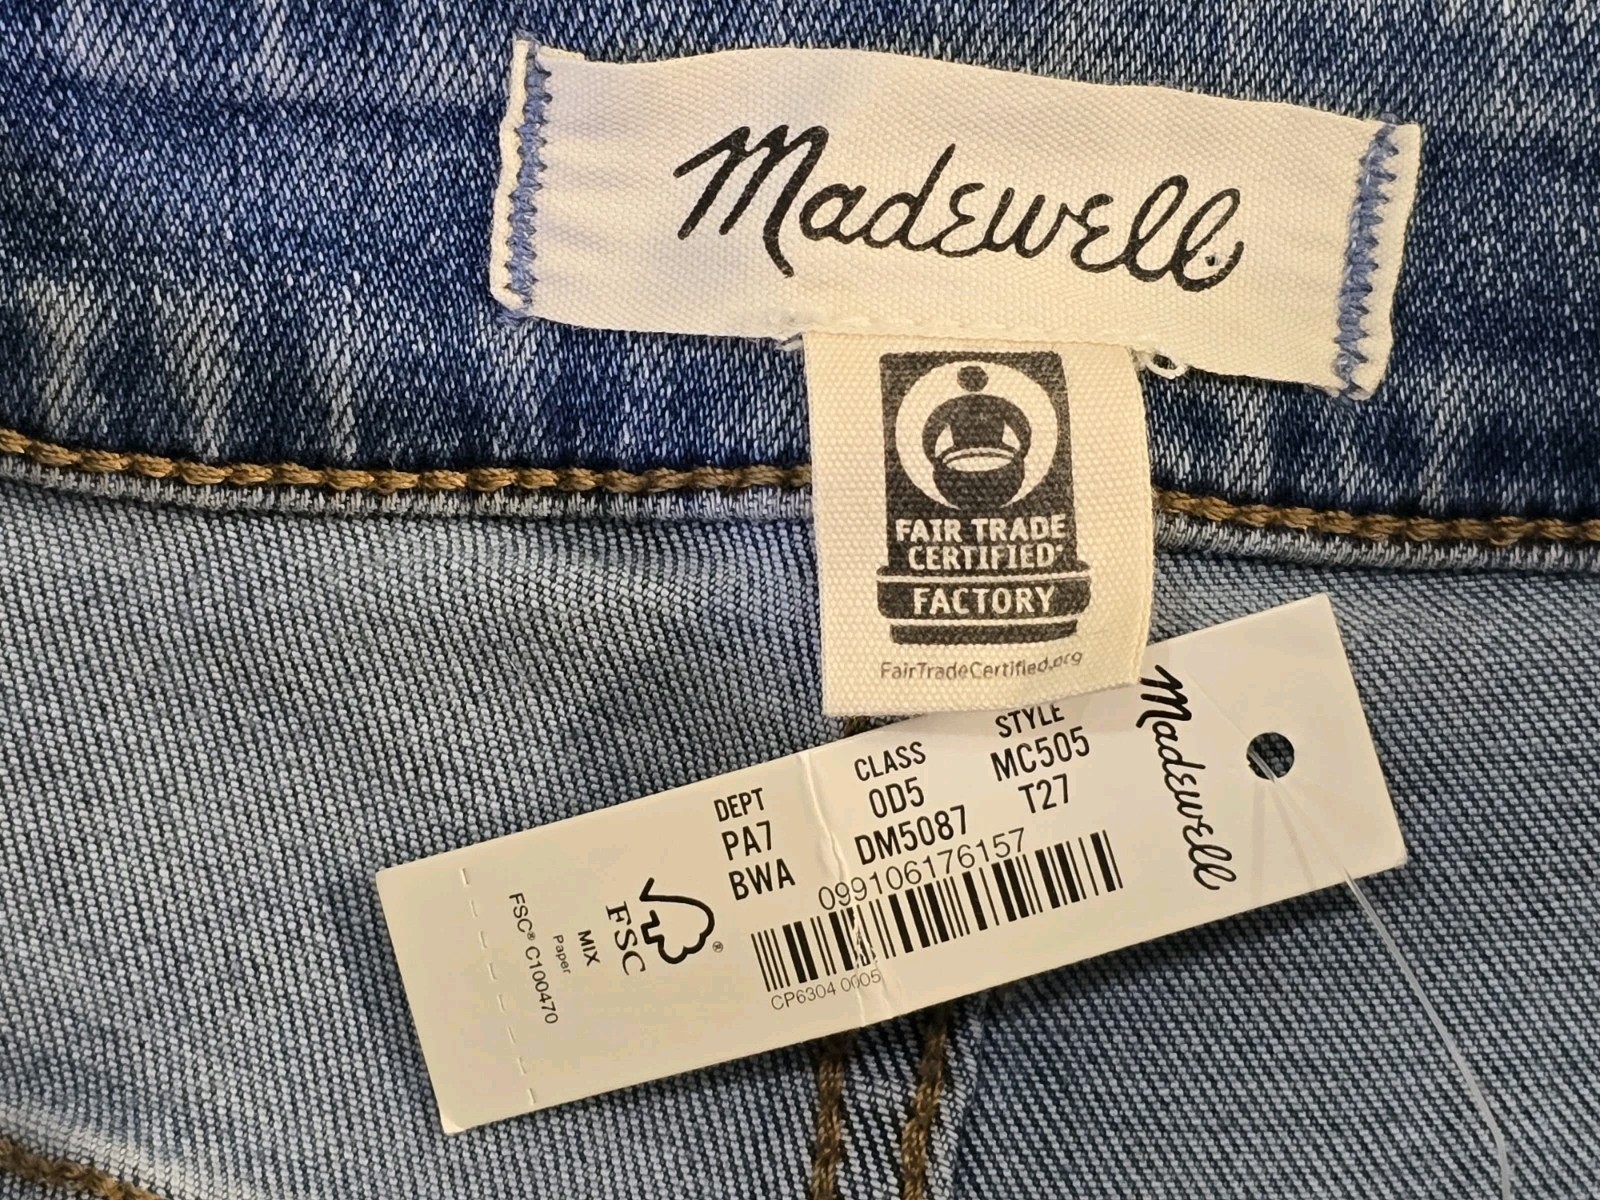 Madewell
FAIR TRADE
CERTIFIED
FACTORY
FairTradeCertified.org
DEPT CLASS STYLE
PA7 0D5 MC505
BWA DM5087 T27
099106176157
CP6304 0005
Madewell
FSC®
MIX
Paper
FSC® C100470